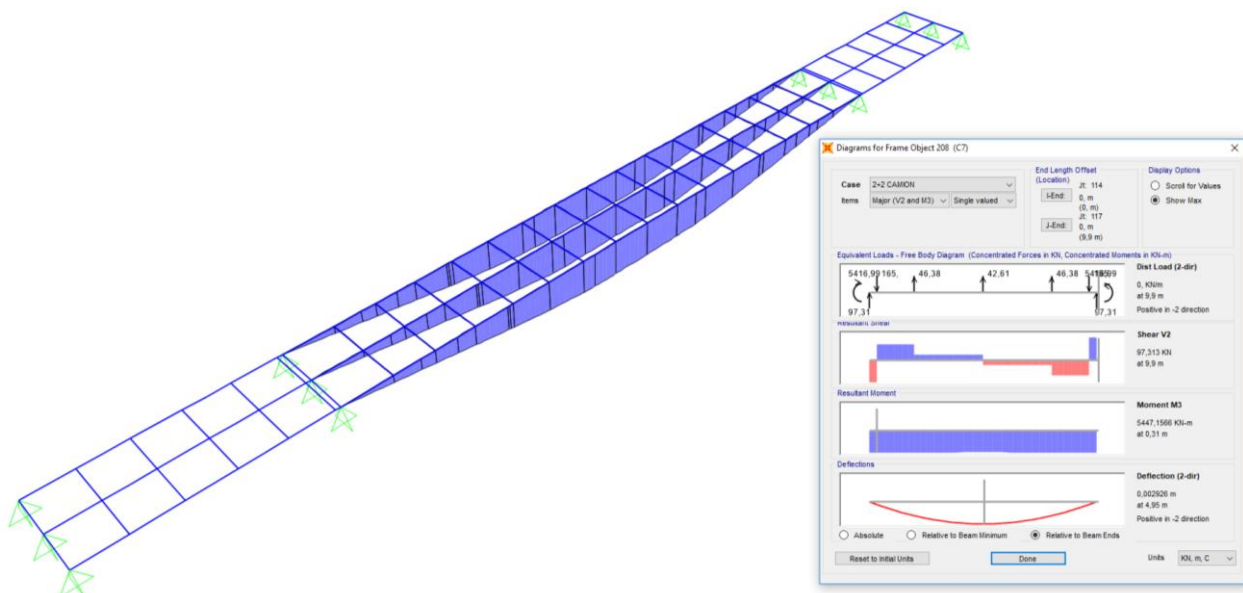 Diagrams for Frame Object 208 (C7)
Case 2÷2 CAMION
Items Major (V2 and M3) Single valued
End Length Offset
(Location)
I-End: Jt: 114
0, m
(0, m)
J-End: Jt: 117
0, m
(9,9 m)
Display Options
Scroll for Values
Show Max
Equivalent Loads - Free Body Diagram (Concentrated Forces in KN, Concentrated Moments in KN-m)
5416,99 165, 46,38 42,61 46,38
97,31 97,31
Dist Load (2-dir)
0, KN/m
at 9,9 m
Positive in -2 direction
Resultant Shear
Shear V2
97,313 KN
at 9,9 m
Resultant Moment
Moment M3
5447,1566 KN-m
at 0,31 m
Deflections
Deflection (2-dir)
0,002926 m
at 4,95 m
Positive in -2 direction
Absolute Relative to Beam Minimum Relative to Beam Ends
Reset to Initial Units Done Units KN, m, C